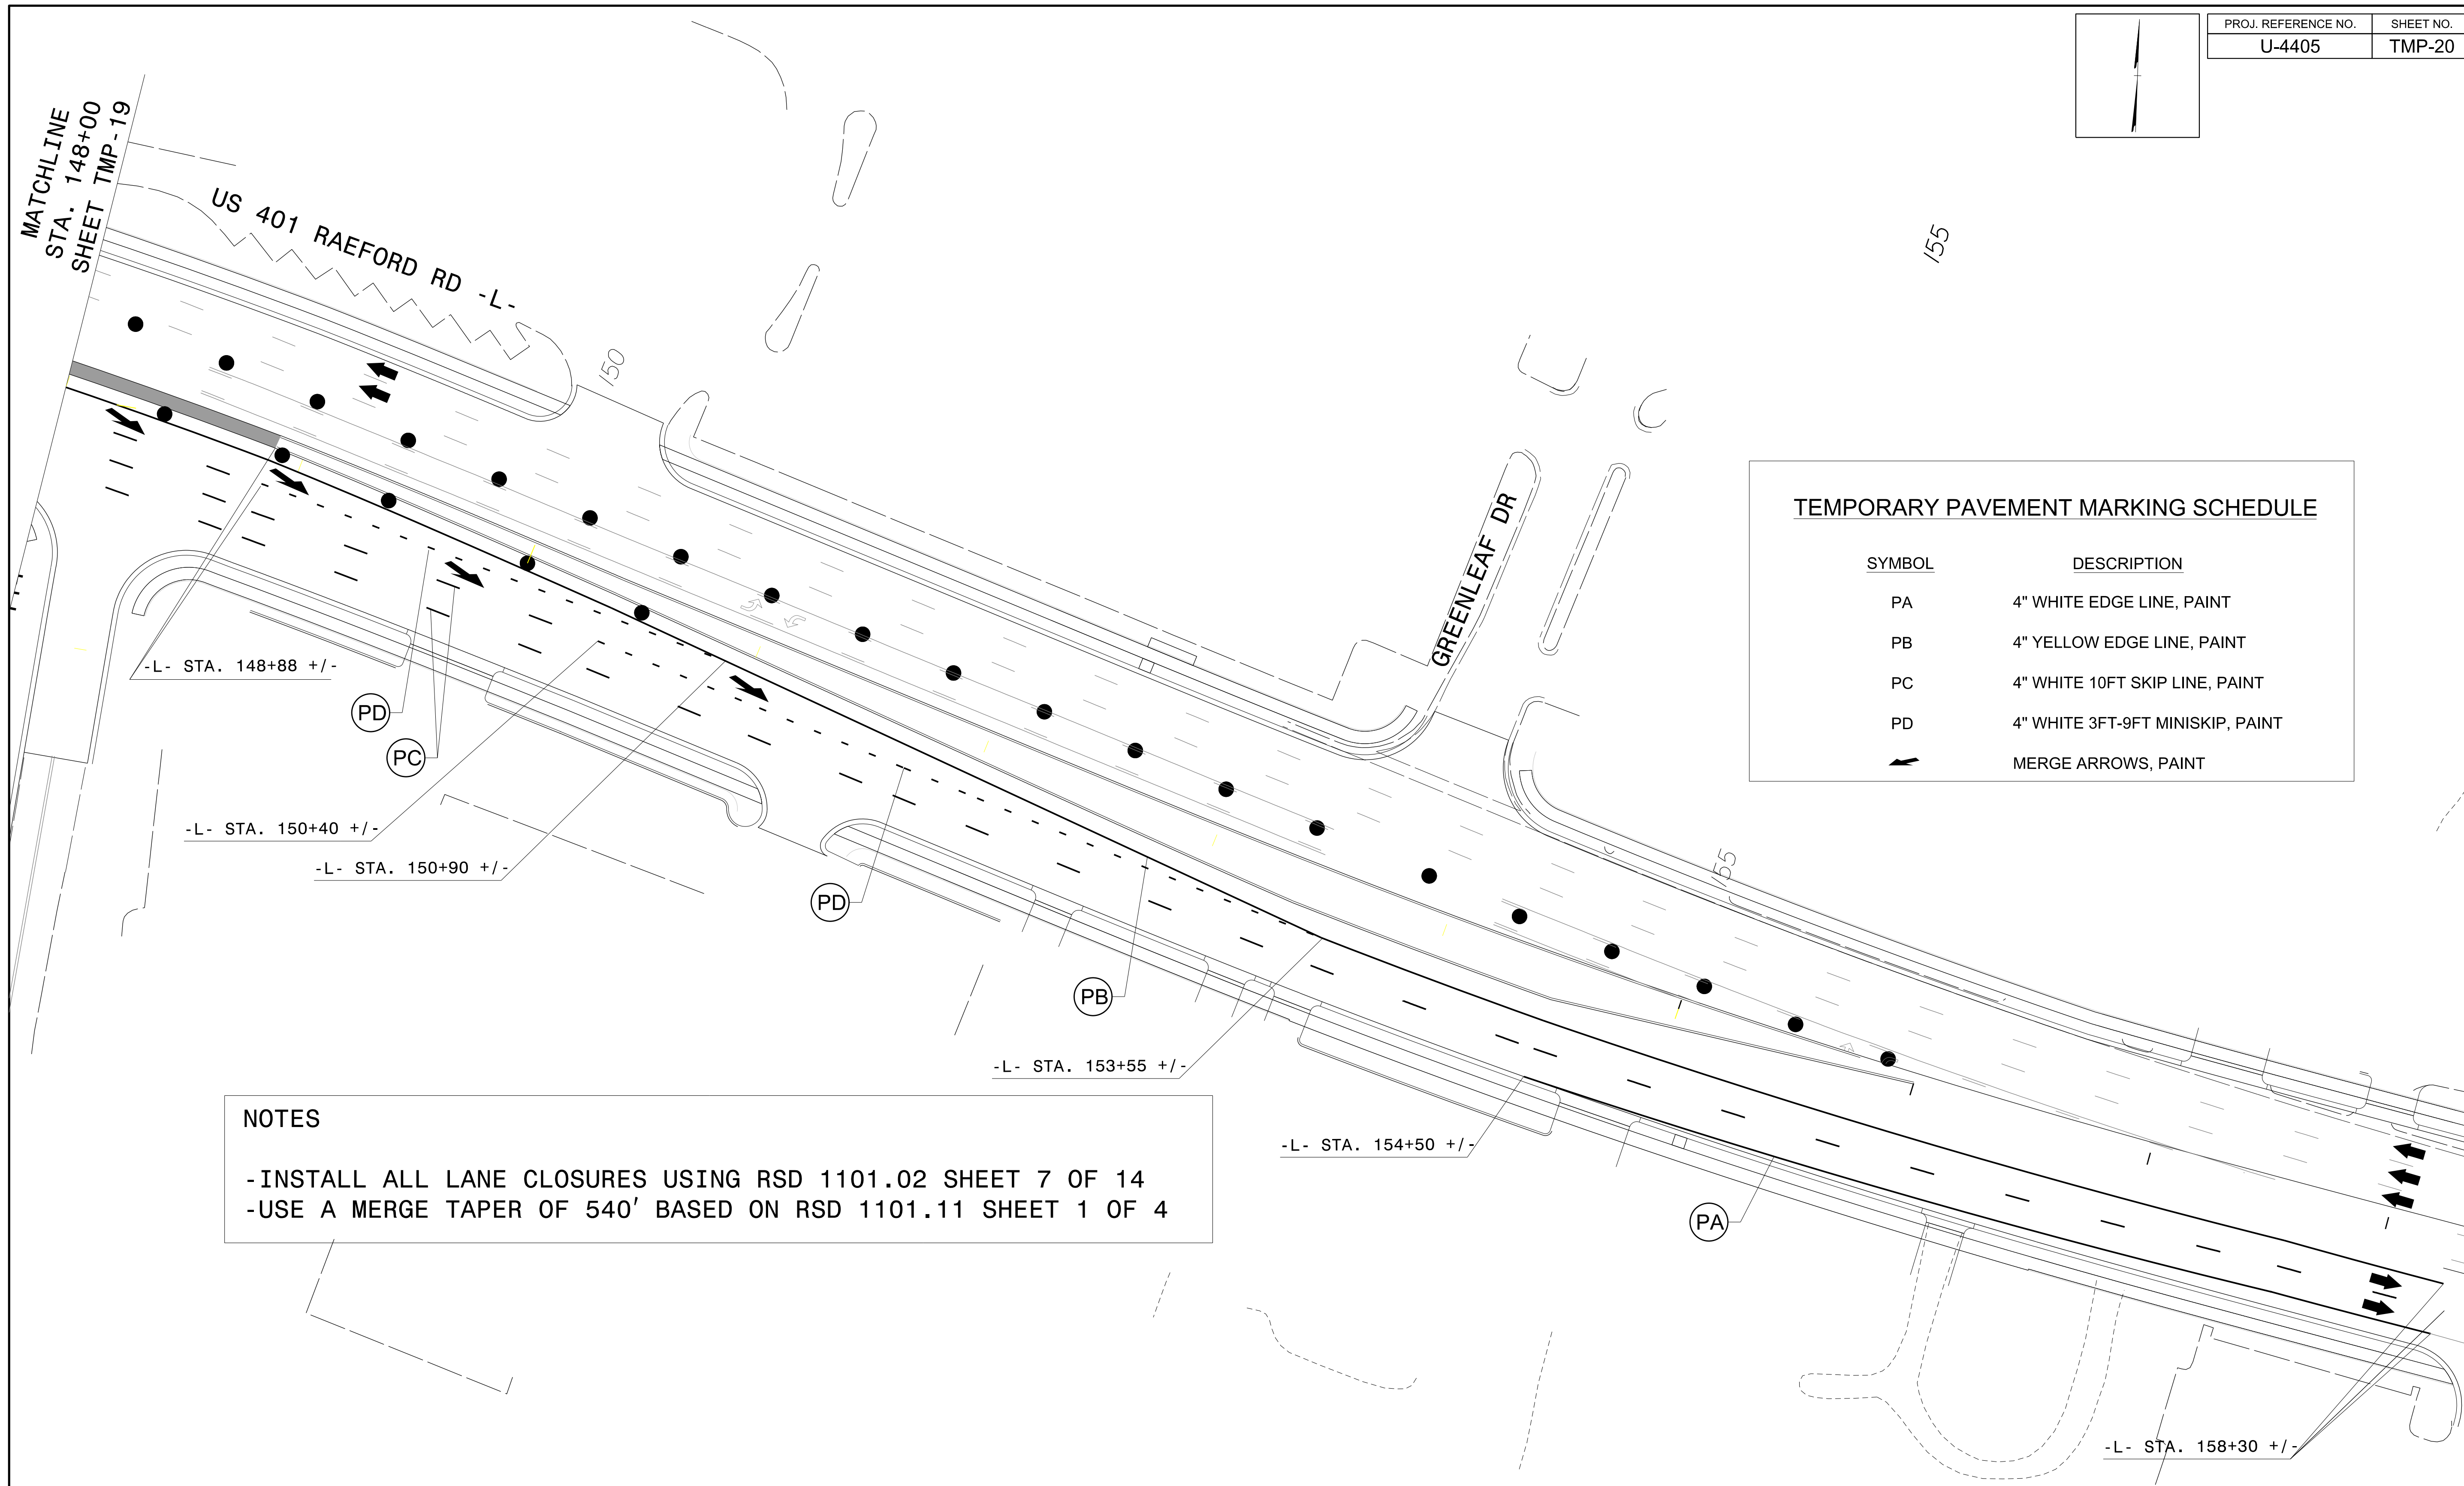 PROJ. REFERENCE NO. SHEET NO.
U-4405 TMP-20
MATCHLINE
STA. 148+00
SHEET TMP-19
US 401 RAEFORD RD -L-
150
155
GREENLEAF DR
155
TEMPORARY PAVEMENT MARKING SCHEDULE
SYMBOL DESCRIPTION
PA 4" WHITE EDGE LINE, PAINT
PB 4" YELLOW EDGE LINE, PAINT
PC 4" WHITE 10FT SKIP LINE, PAINT
PD 4" WHITE 3FT-9FT MINISKIP, PAINT
MERGE ARROWS, PAINT
-L- STA. 148+88 +/-
PD
PC
-L- STA. 150+40 +/-
-L- STA. 150+90 +/-
PD
PB
-L- STA. 153+55 +/-
-L- STA. 154+50 +/-
PA
-L- STA. 158+30 +/-
NOTES
-INSTALL ALL LANE CLOSURES USING RSD 1101.02 SHEET 7 OF 14
-USE A MERGE TAPER OF 540' BASED ON RSD 1101.11 SHEET 1 OF 4